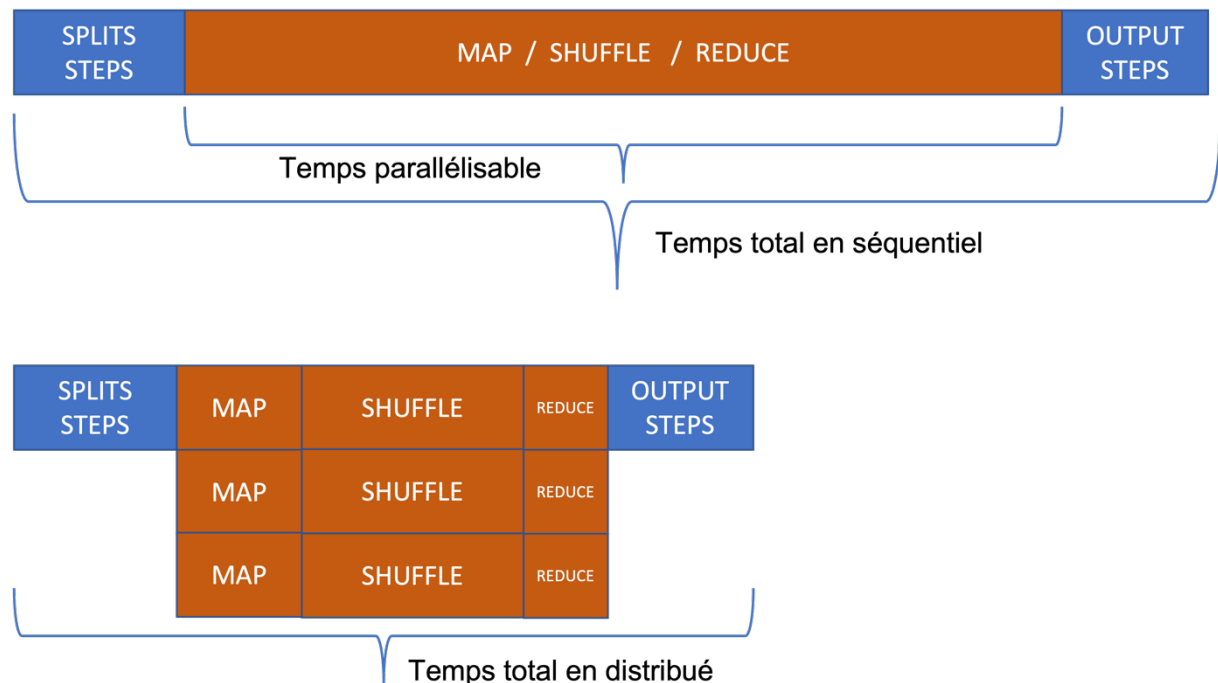 SPLITS
STEPS
MAP / SHUFFLE / REDUCE
OUTPUT
STEPS
Temps parallélisable
Temps total en séquentiel
SPLITS
STEPS
MAP
SHUFFLE
REDUCE
OUTPUT
STEPS
MAP
SHUFFLE
REDUCE
MAP
SHUFFLE
REDUCE
Temps total en distribué